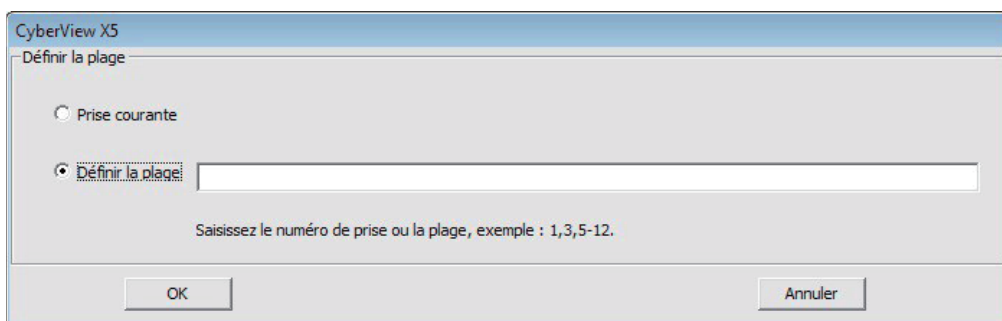 CyberView X5
Définir la plage
Prise courante
Définir la plage
Saisissez le numéro de prise ou la plage, exemple : 1,3,5-12.
OK Annuler